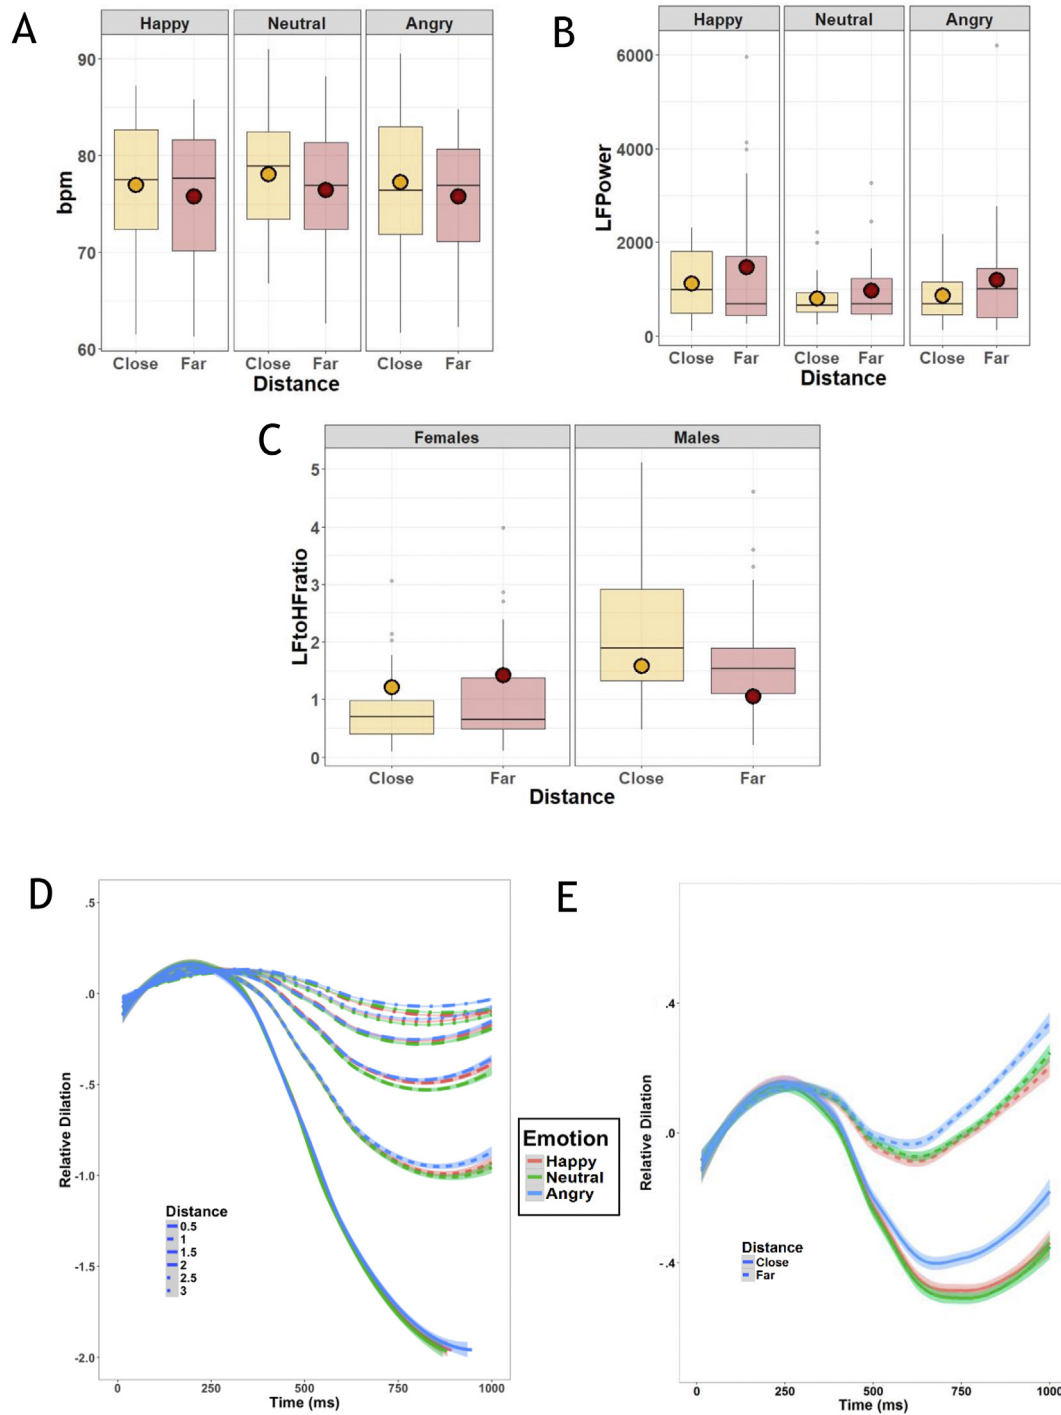 A
Happy Neutral Angry
90
80
70
60
bpm
Close Far Close Far Close Far
Distance
B
Happy Neutral Angry
6000
4000
2000
0
LFPower
Close Far Close Far Close Far
Distance
C
Females Males
5
4
3
2
1
0
LFtoHFratio
Close Far Close Far
Distance
D
.5
.0
-.5
-1.0
-1.5
-2.0
Relative Dilation
Distance
0.5
1
1.5
2
2.5
3
0 250 500 750 1000
Time (ms)
Emotion
Happy
Neutral
Angry
E
.4
.0
-.4
Relative Dilation
Distance
Close
Far
0 250 500 750 1000
Time (ms)